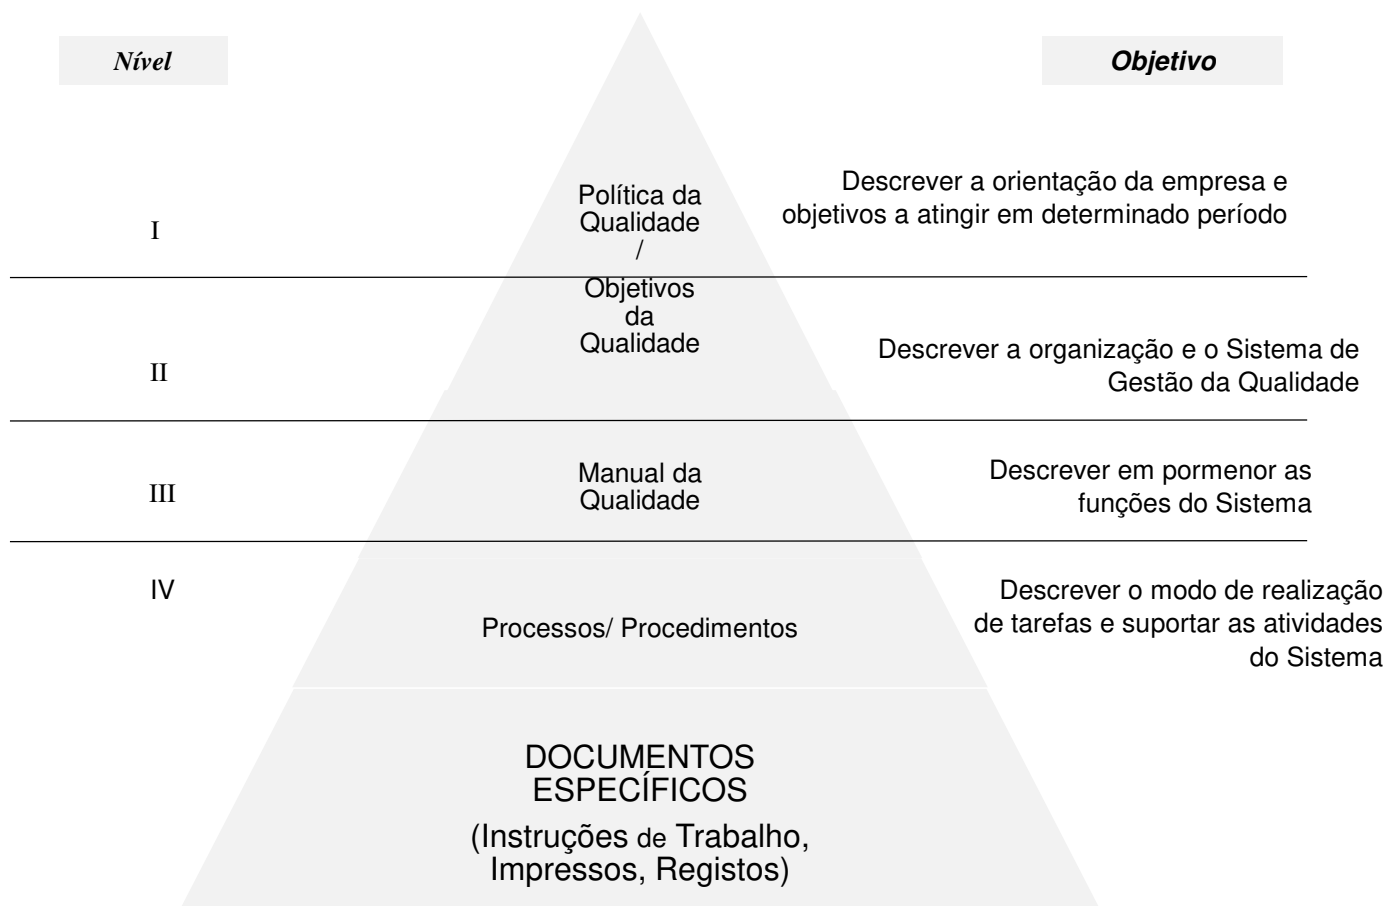 Nível
Objetivo
I
Política da
Qualidade
/
Objetivos
da
Qualidade
Descrever a orientação da empresa e
objetivos a atingir em determinado período
II
Descrever a organização e o Sistema de
Gestão da Qualidade
III
Manual da
Qualidade
Descrever em pormenor as
funções do Sistema
IV
Processos/ Procedimentos
Descrever o modo de realização
de tarefas e suportar as atividades
do Sistema
DOCUMENTOS
ESPECÍFICOS
(Instruções de Trabalho,
Impressos, Registos)